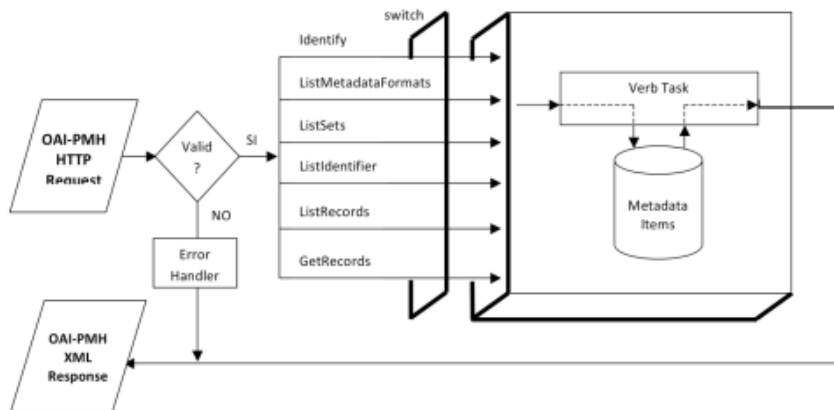 switch
Identify
ListMetadataFormats
Verb Task
OAI-PMH
HTTP
Request
Valid
?
SI
ListSets
ListIdentifier
Metadata
Items
NO
ListRecords
Error
Handler
GetRecords
OAI-PMH
XML
Response